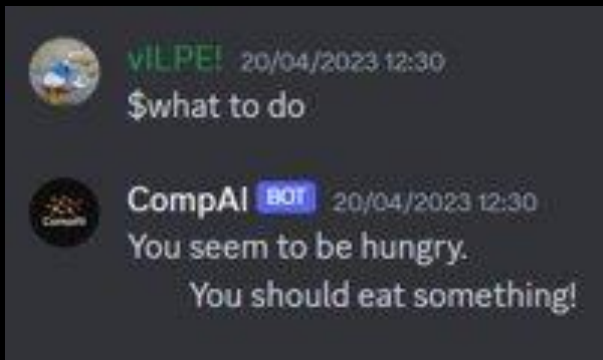 vILPE! 20/04/2023 12:30
$what to do
CompAI
CompAI BOT 20/04/2023 12:30
You seem to be hungry.
You should eat something!